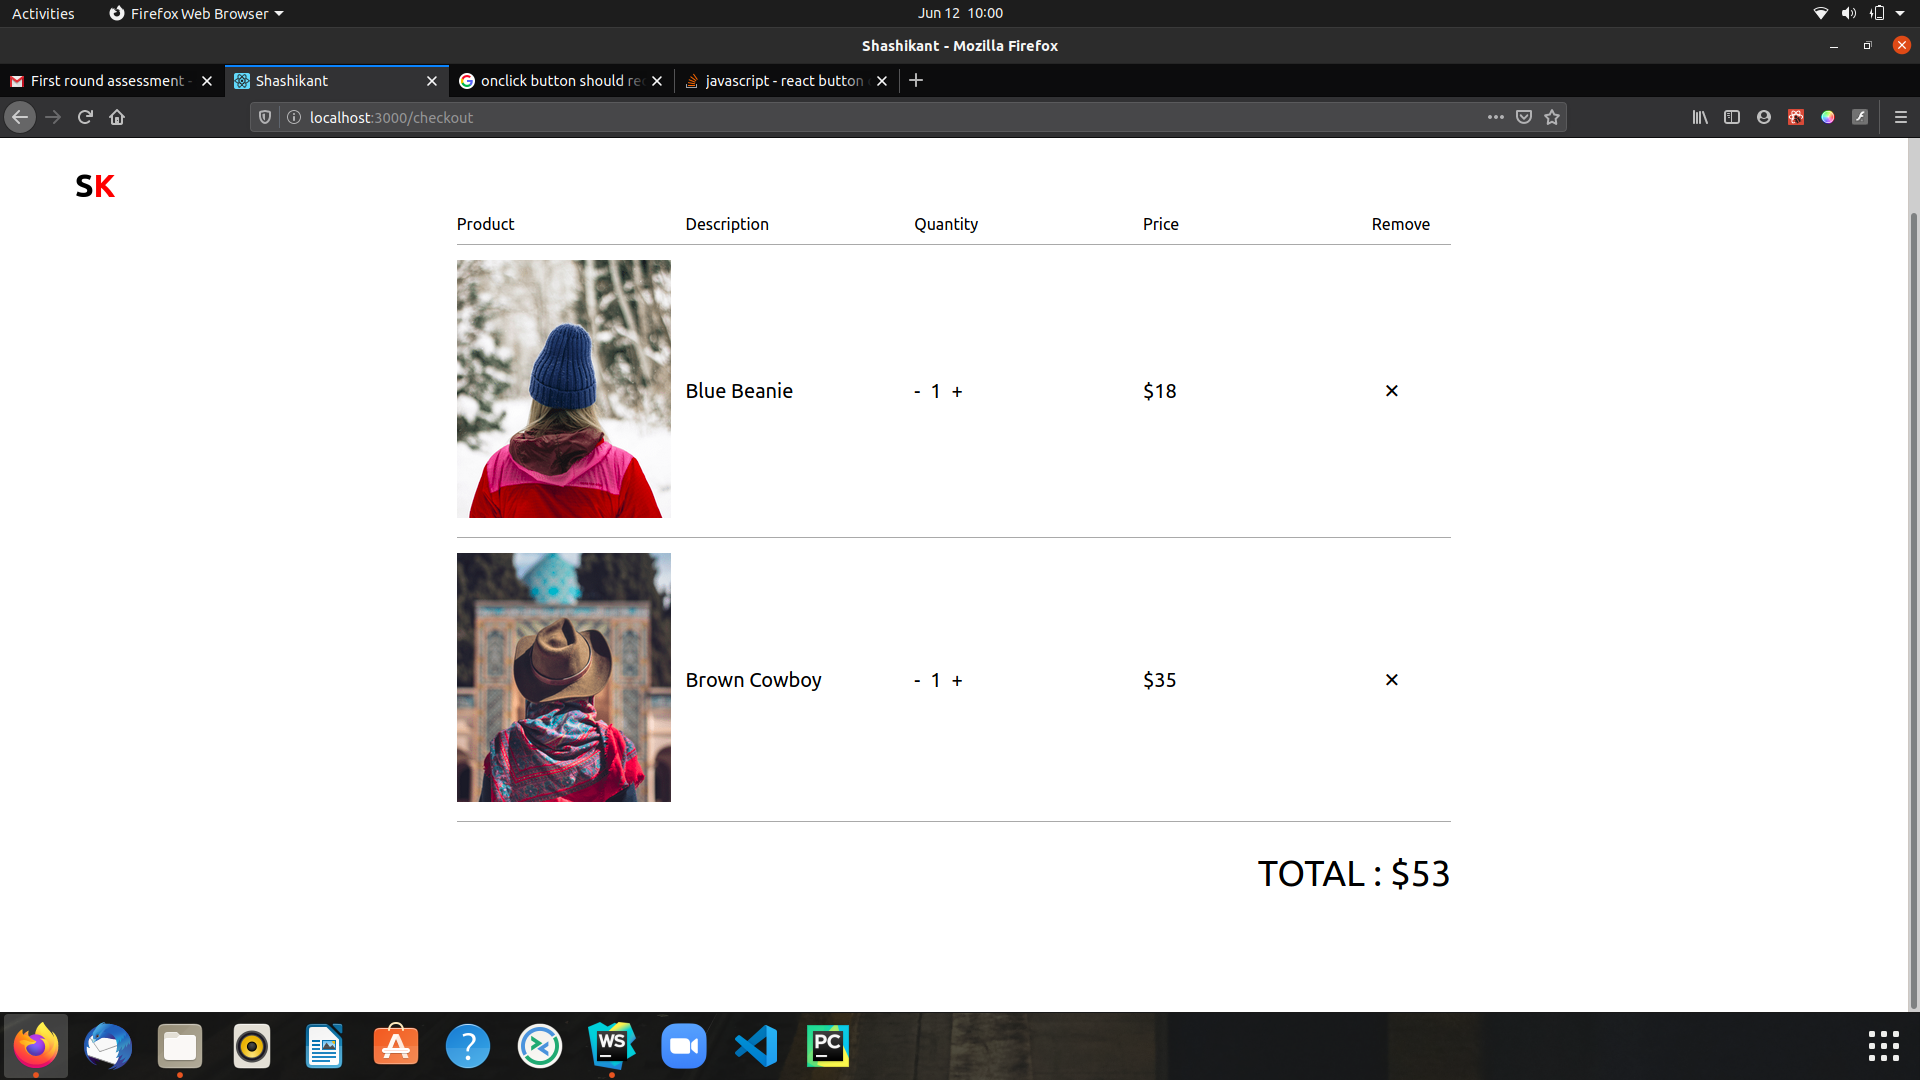 Activities Firefox Web Browser Jun 12 10:00
Shashikant - Mozilla Firefox
First round assessment - Shashikant onclick button should re javascript - react button
localhost:3000/checkout
SK
Product Description Quantity Price Remove
Blue Beanie - 1 + $18 ✕
Brown Cowboy - 1 + $35 ✕
TOTAL : $53
WS PC